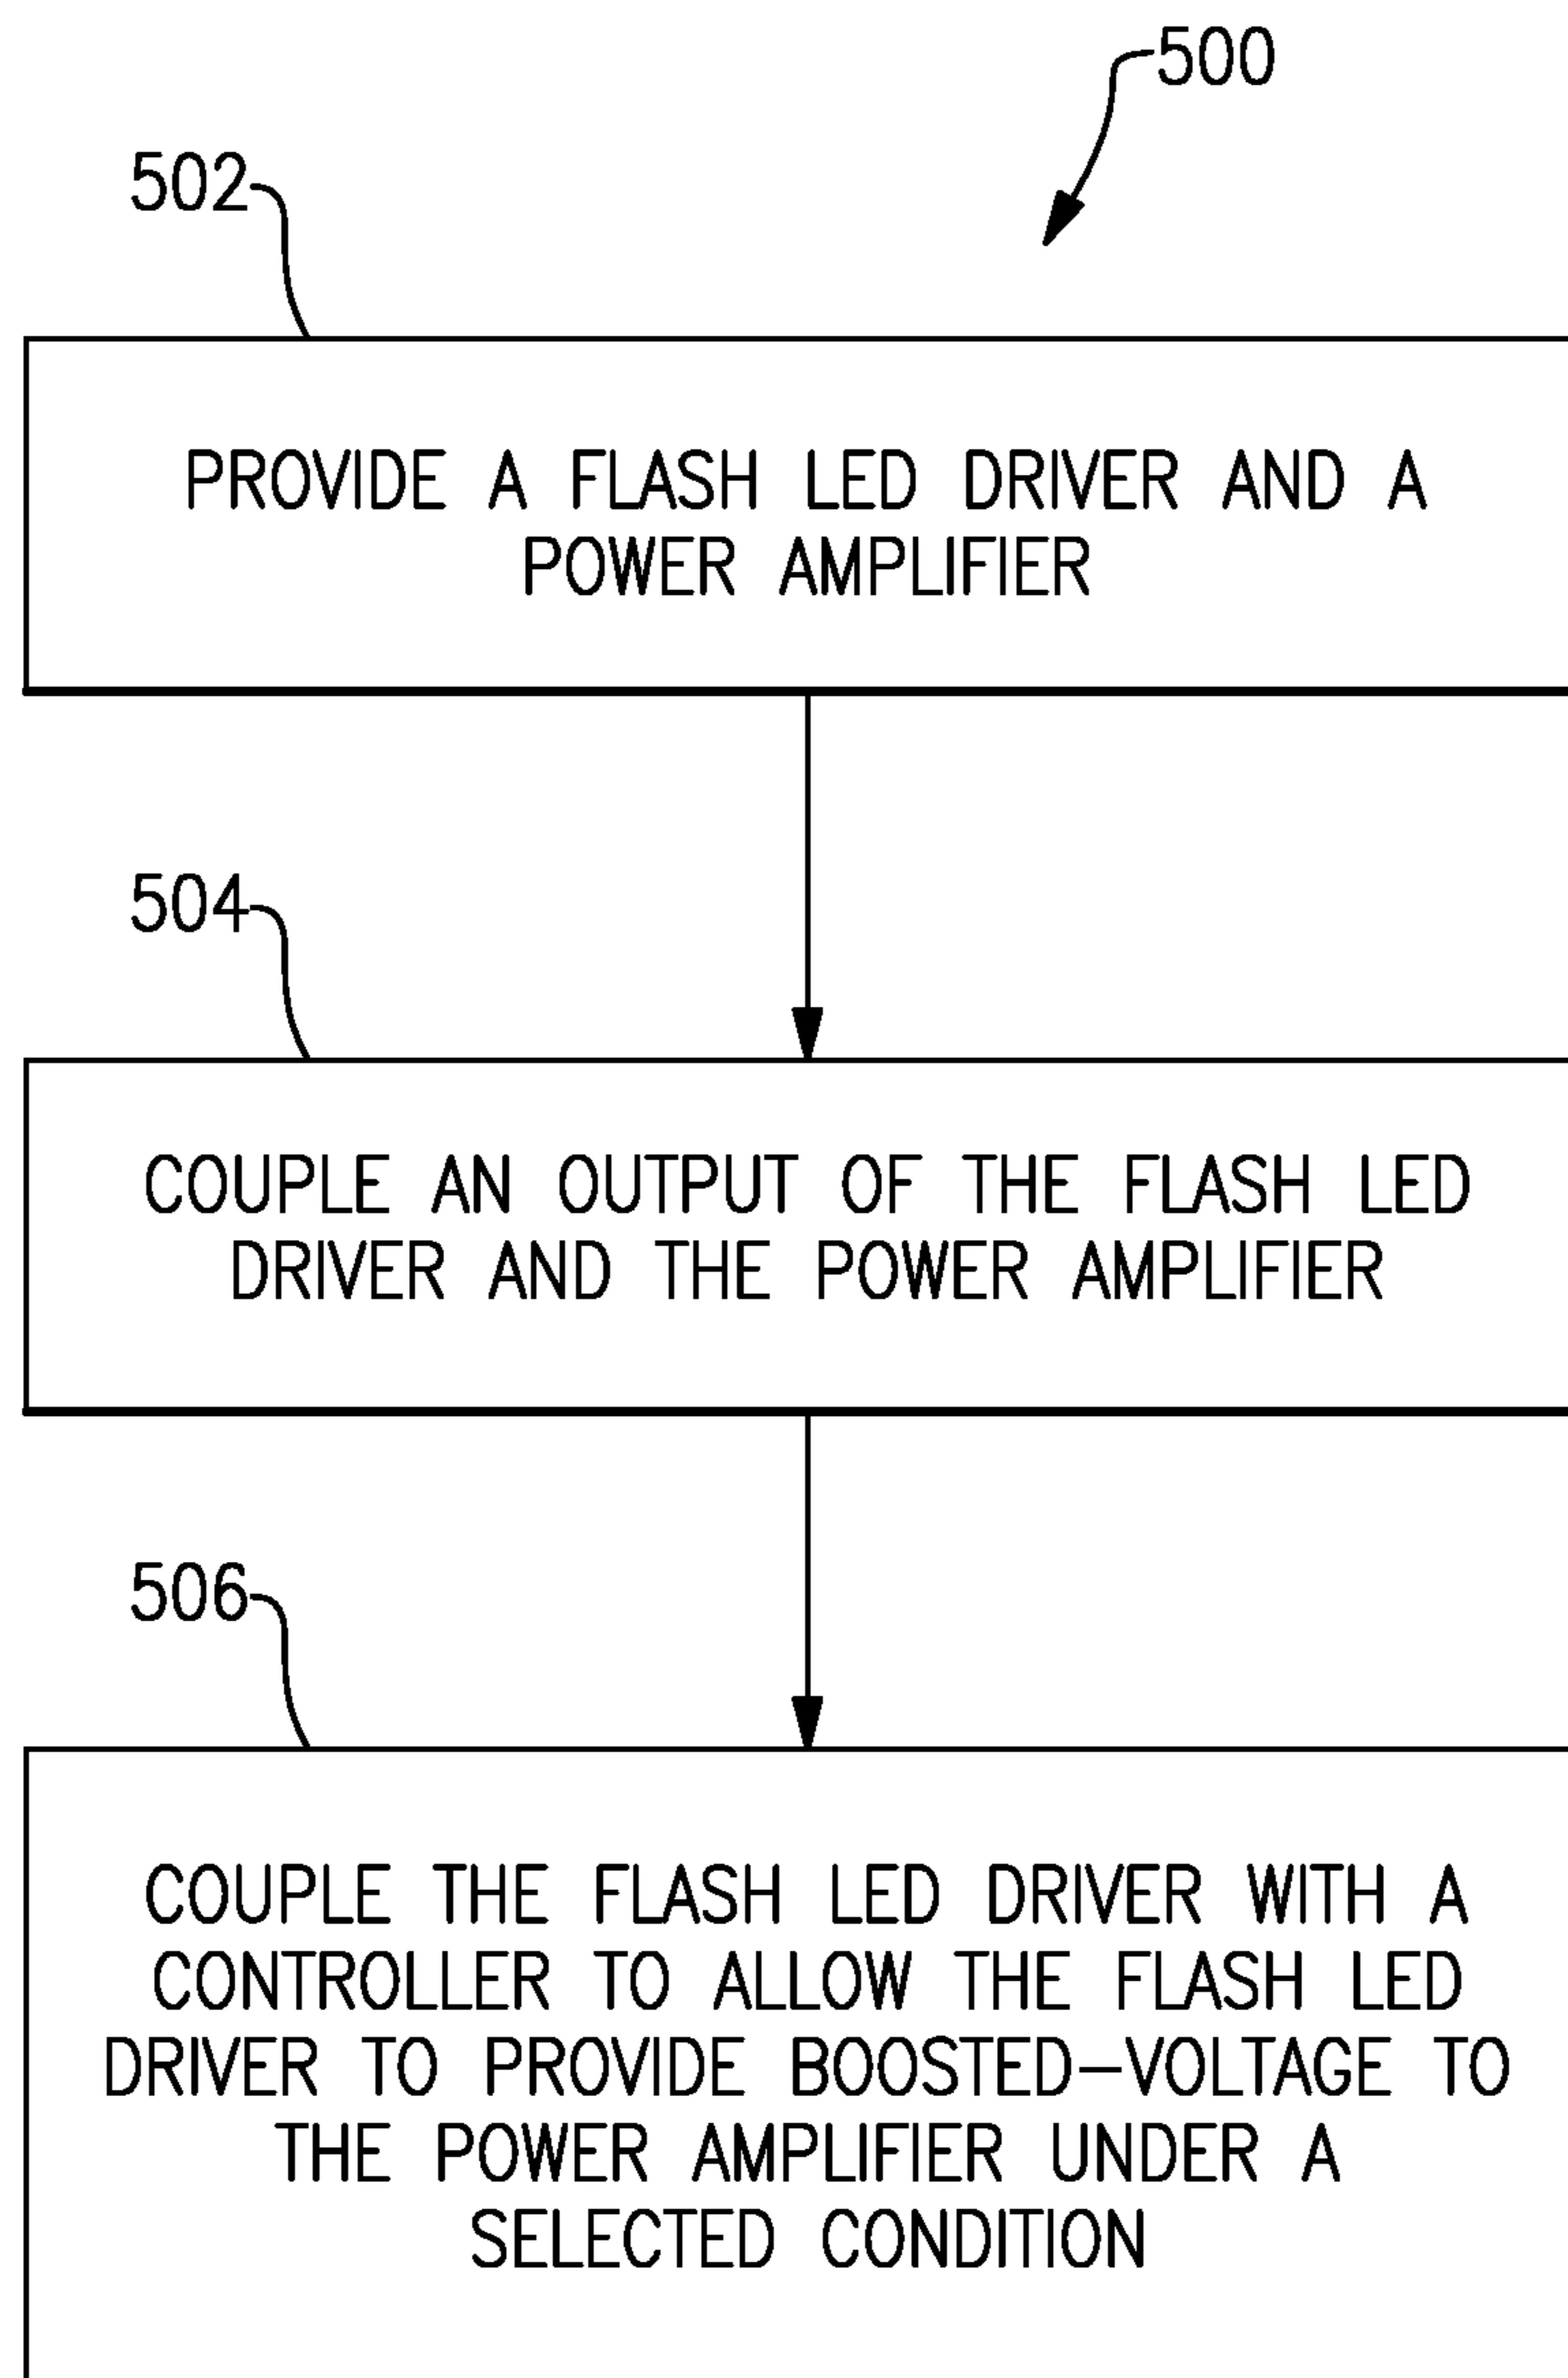 500
502
PROVIDE A FLASH LED DRIVER AND A
POWER AMPLIFIER
504
COUPLE AN OUTPUT OF THE FLASH LED
DRIVER AND THE POWER AMPLIFIER
506
COUPLE THE FLASH LED DRIVER WITH A
CONTROLLER TO ALLOW THE FLASH LED
DRIVER TO PROVIDE BOOSTED-VOLTAGE TO
THE POWER AMPLIFIER UNDER A
SELECTED CONDITION